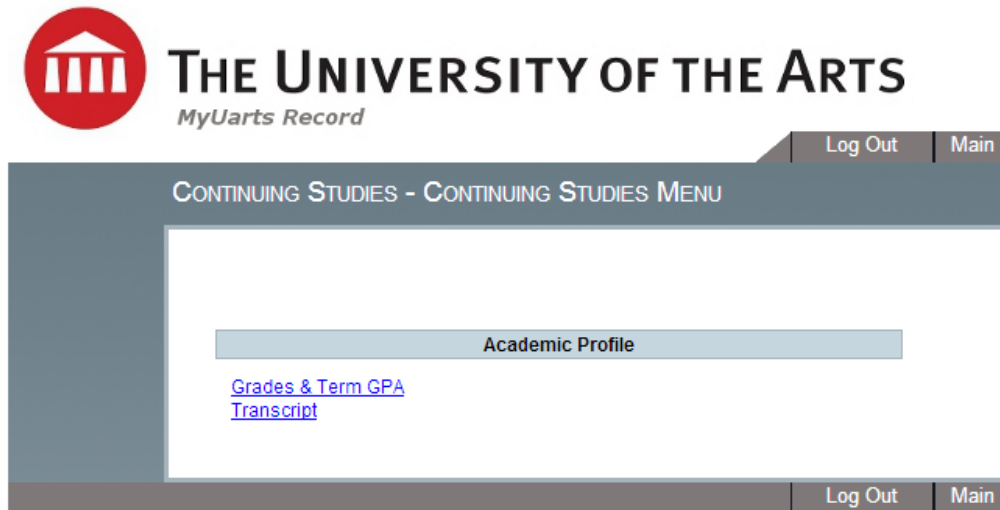 THE UNIVERSITY OF THE ARTS
MyUarts Record
Log Out Main
CONTINUING STUDIES - CONTINUING STUDIES MENU
Academic Profile
Grades & Term GPA
Transcript
Log Out Main